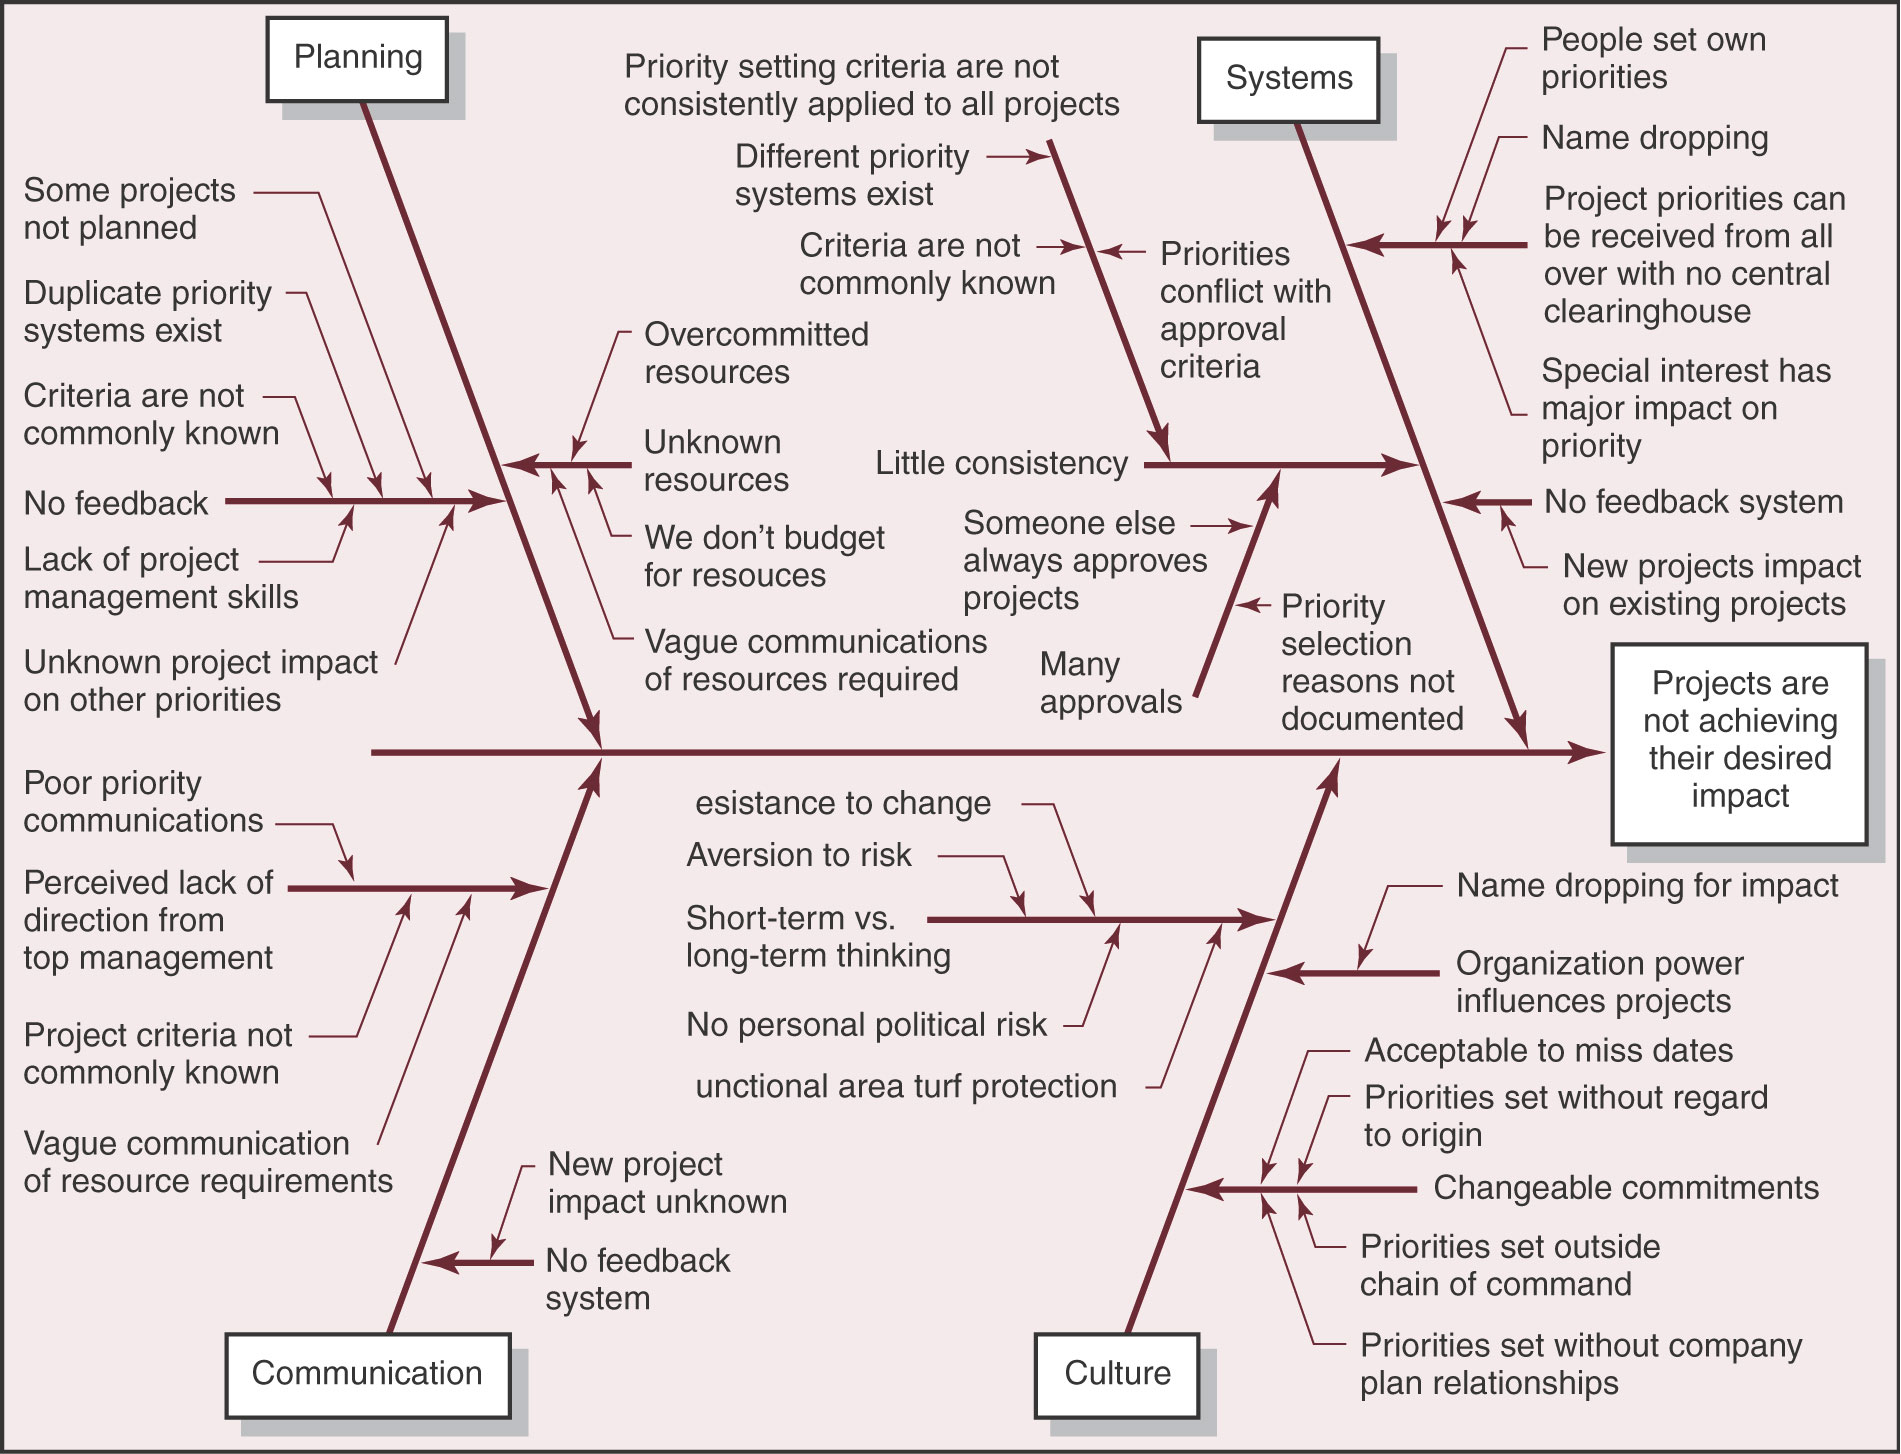 Planning
Priority setting criteria are not
consistently applied to all projects
Systems
People set own
priorities
Name dropping
Project priorities can
be received from all
over with no central
clearinghouse
Special interest has
major impact on
priority
Different priority
systems exist
Criteria are not
commonly known
Priorities
conflict with
approval
criteria
Some projects
not planned
Duplicate priority
systems exist
Criteria are not
commonly known
No feedback
Lack of project
management skills
Unknown project impact
on other priorities
Overcommitted
resources
Unknown
resources
We don't budget
for resouces
Vague communications
of resources required
Little consistency
Someone else
always approves
projects
Many
approvals
Priority
selection
reasons not
documented
No feedback system
New projects impact
on existing projects
Projects are
not achieving
their desired
impact
Poor priority
communications
Perceived lack of
direction from
top management
Project criteria not
commonly known
Vague communication
of resource requirements
New project
impact unknown
No feedback
system
Communication
esistance to change
Aversion to risk
Short-term vs.
long-term thinking
No personal political risk
unctional area turf protection
Name dropping for impact
Organization power
influences projects
Acceptable to miss dates
Priorities set without regard
to origin
Changeable commitments
Priorities set outside
chain of command
Priorities set without company
plan relationships
Culture